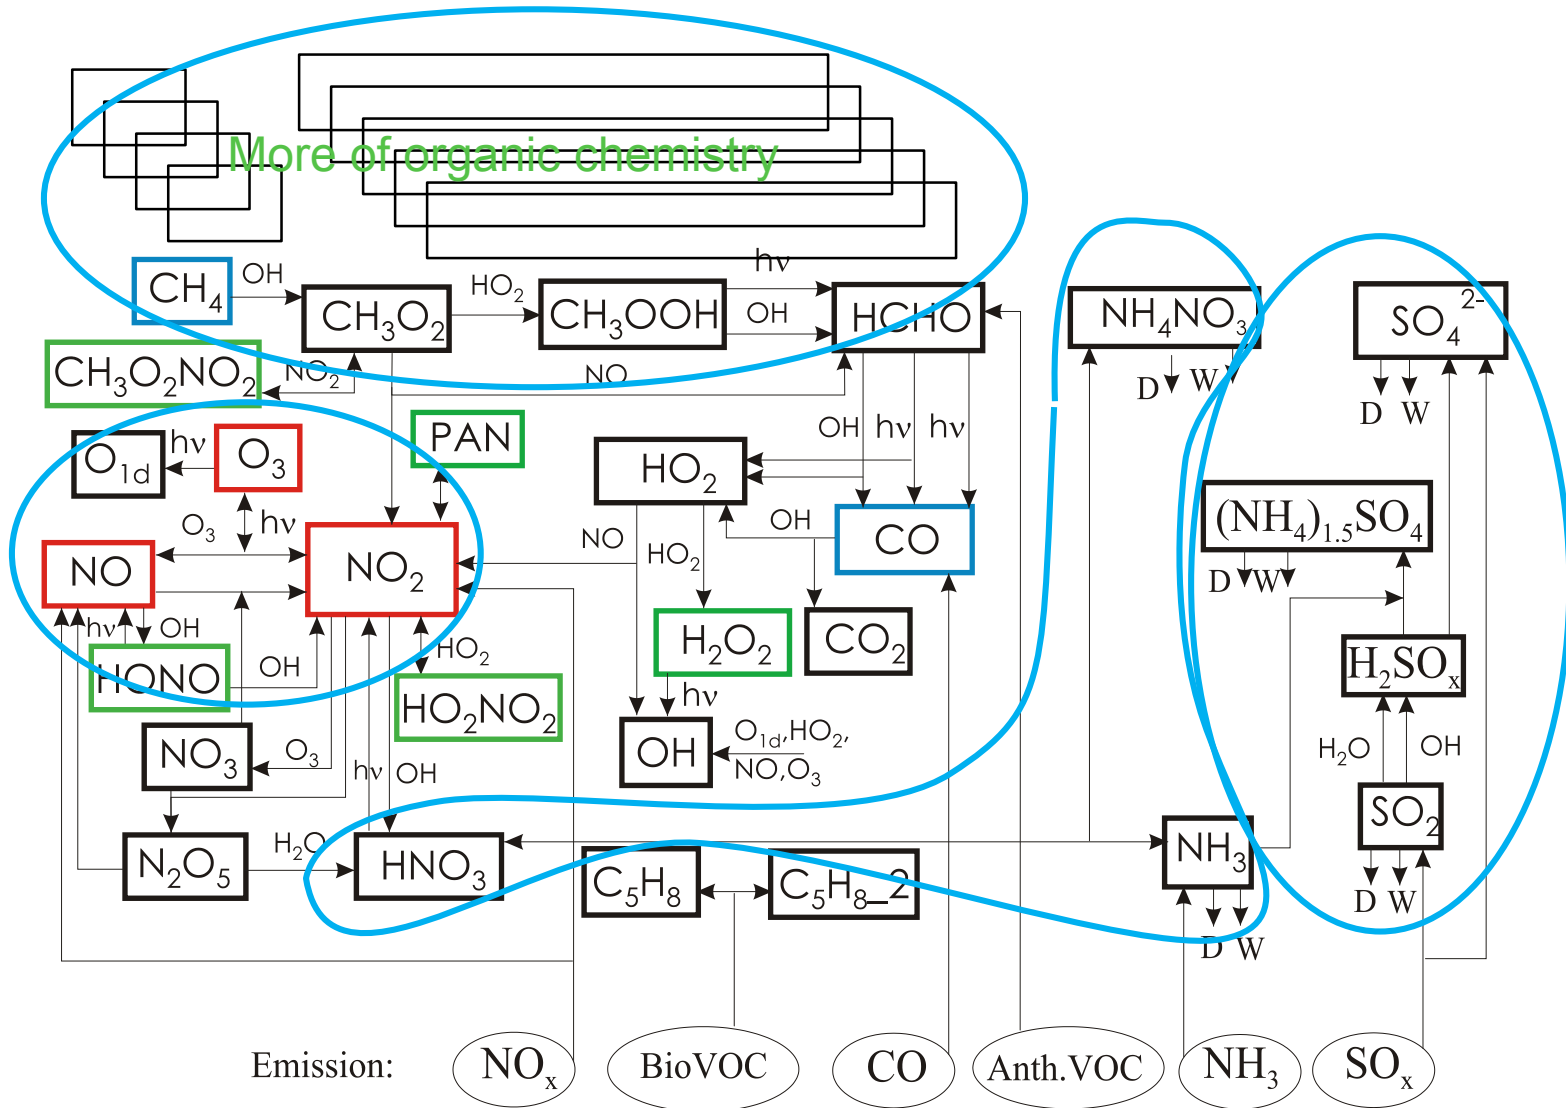 More of organic chemistry
hν
CH₄
OH
CH₃O₂
HO₂
CH₃OOH
OH
HCHO
NH₄NO₃
SO₄²⁻
CH₃O₂NO₂
NO₂
NO
D
W
D
W
O₁d
hν
O₃
PAN
HO₂
OH
hν
hν
O₃
hν
NO
NO₂
NO
HO₂
OH
CO
(NH₄)₁.₅SO₄
D
W
hν
OH
HONO
OH
HO₂
H₂O₂
CO₂
H₂SOₓ
HO₂NO₂
hν
NO₃
O₃
hν
OH
OH
O₁d,HO₂,
NO,O₃
H₂O
OH
N₂O₅
H₂O
HNO₃
C₅H₈
C₅H₈_2
NH₃
SO₂
D
W
D
W
Emission:
NOₓ
BioVOC
CO
Anth.VOC
NH₃
SOₓ